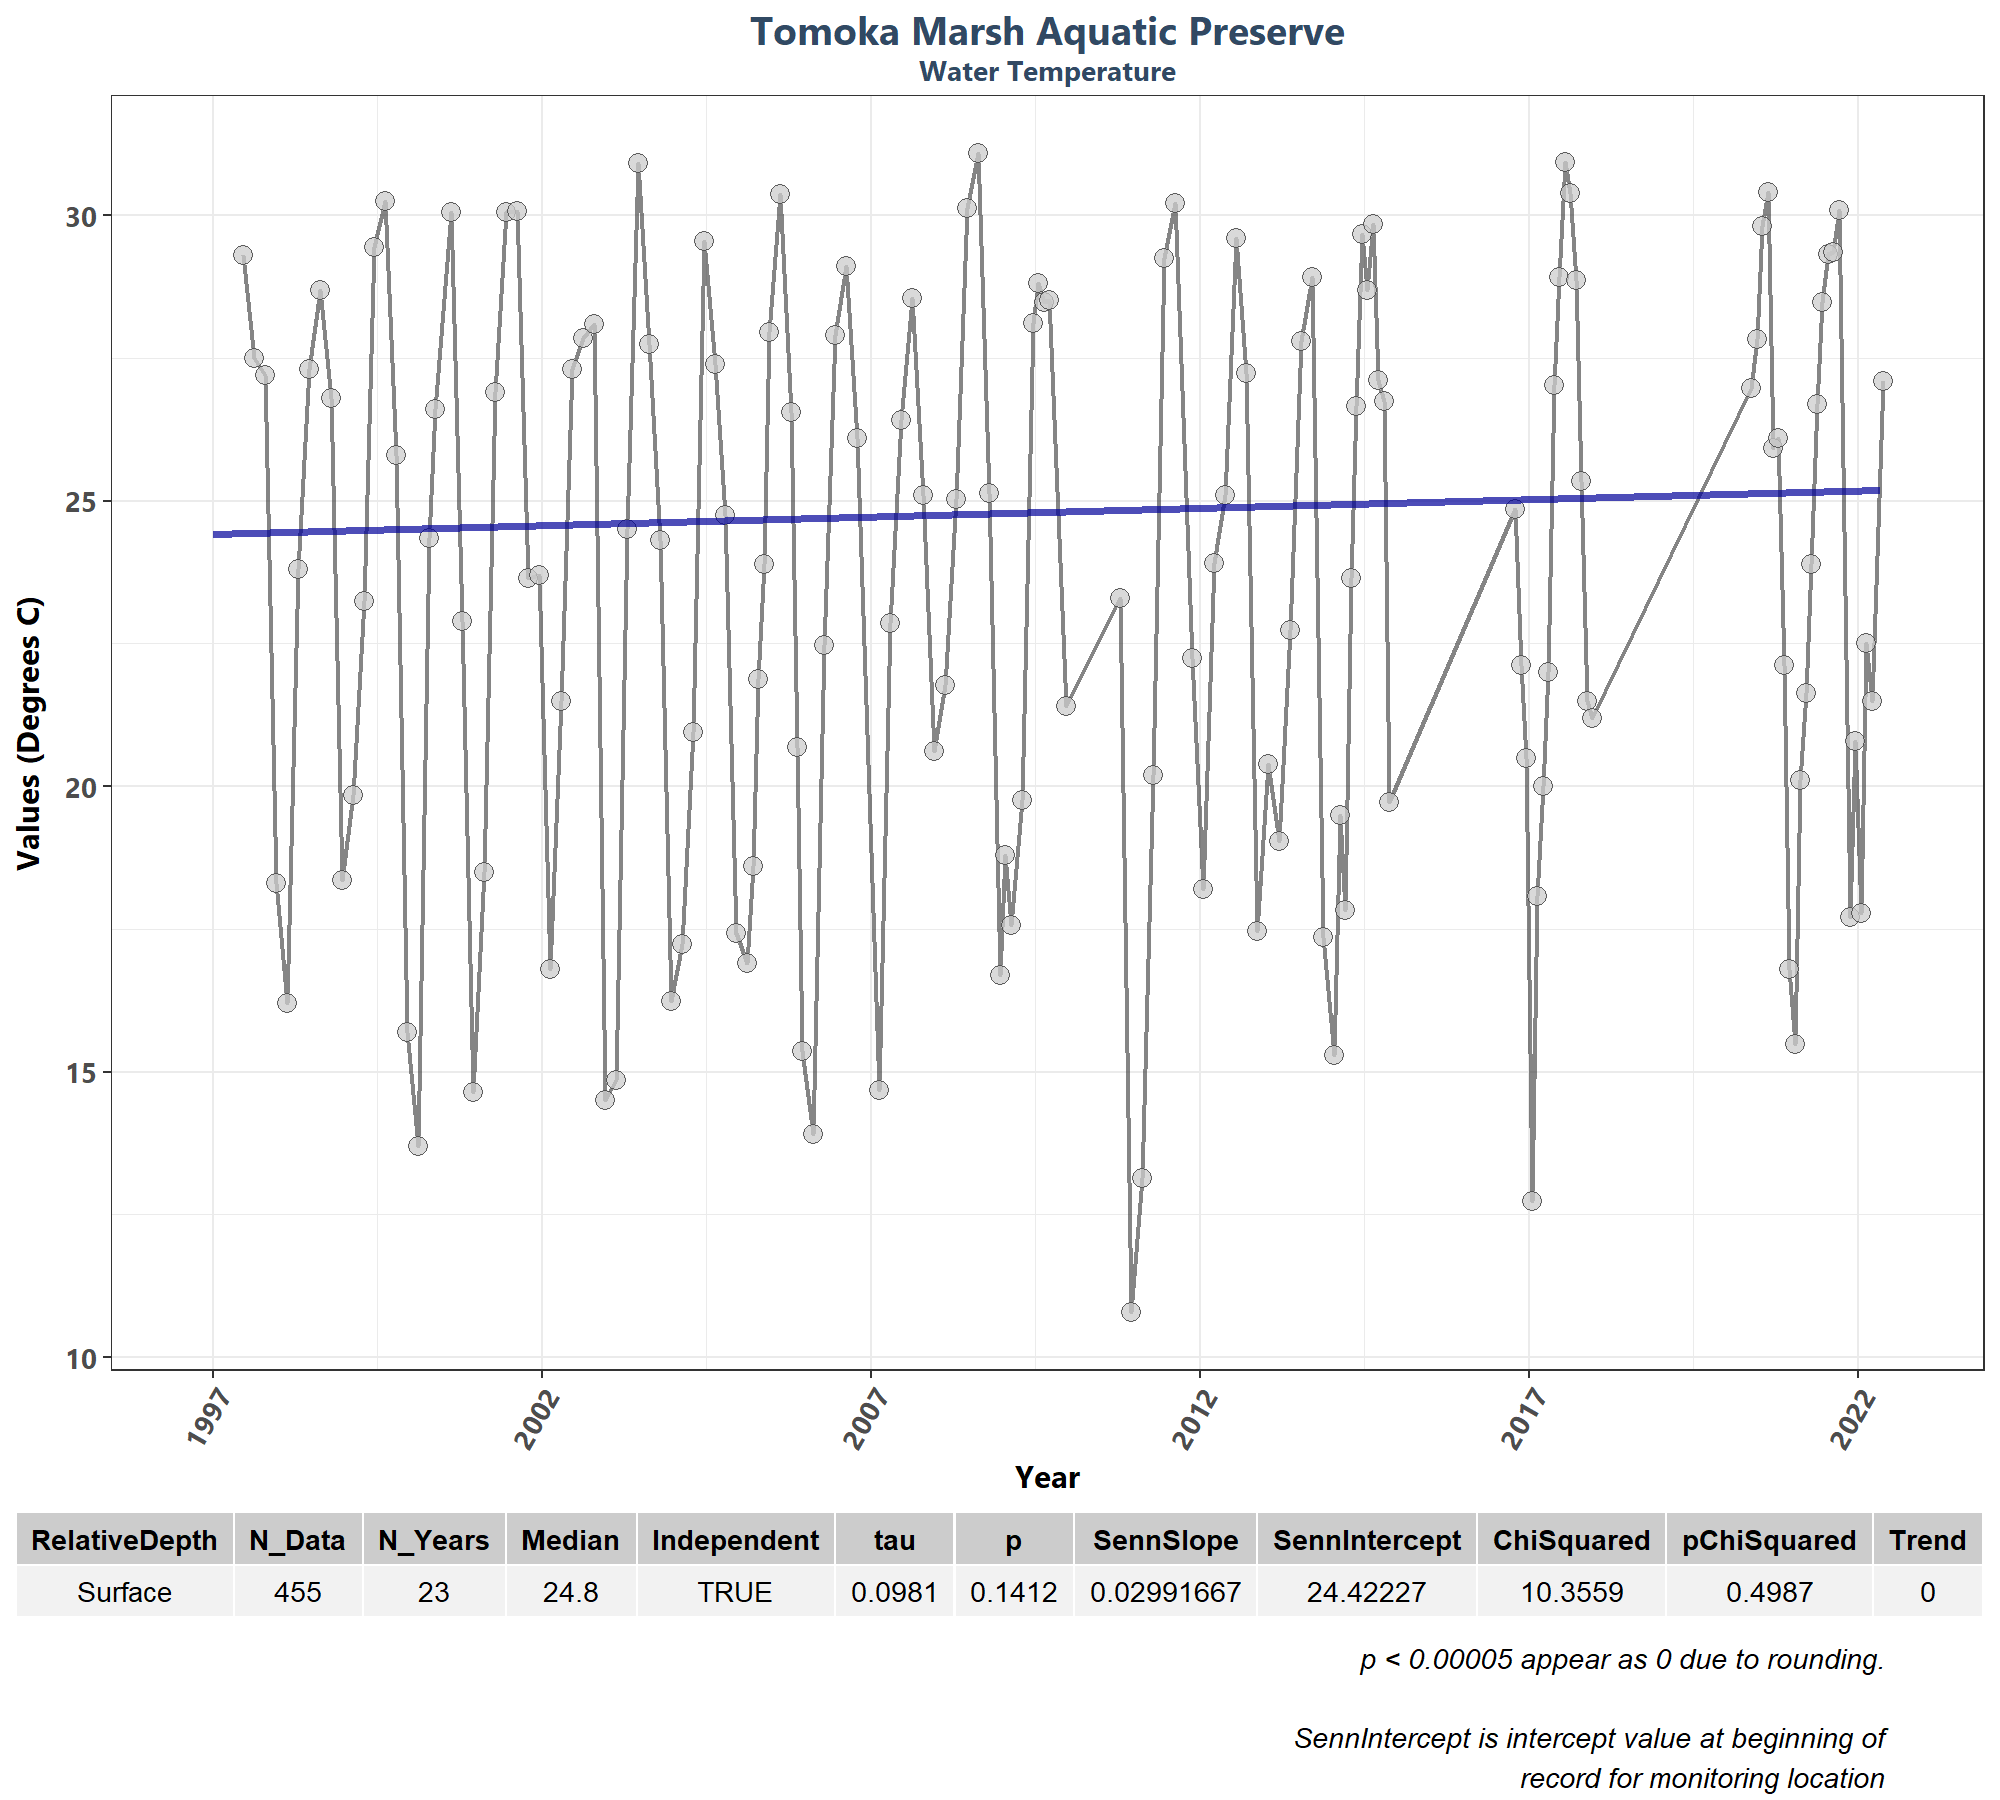 Tomoka Marsh Aquatic Preserve
Water Temperature
Values (Degrees C)
30
25
20
15
10
1997
2002
2007
2012
2017
2022
Year
RelativeDepth N_Data N_Years Median Independent tau p SennSlope SennIntercept ChiSquared pChiSquared Trend
Surface 455 23 24.8 TRUE 0.0981 0.1412 0.02991667 24.42227 10.3559 0.4987 0
p < 0.00005 appear as 0 due to rounding.
SennIntercept is intercept value at beginning of
record for monitoring location